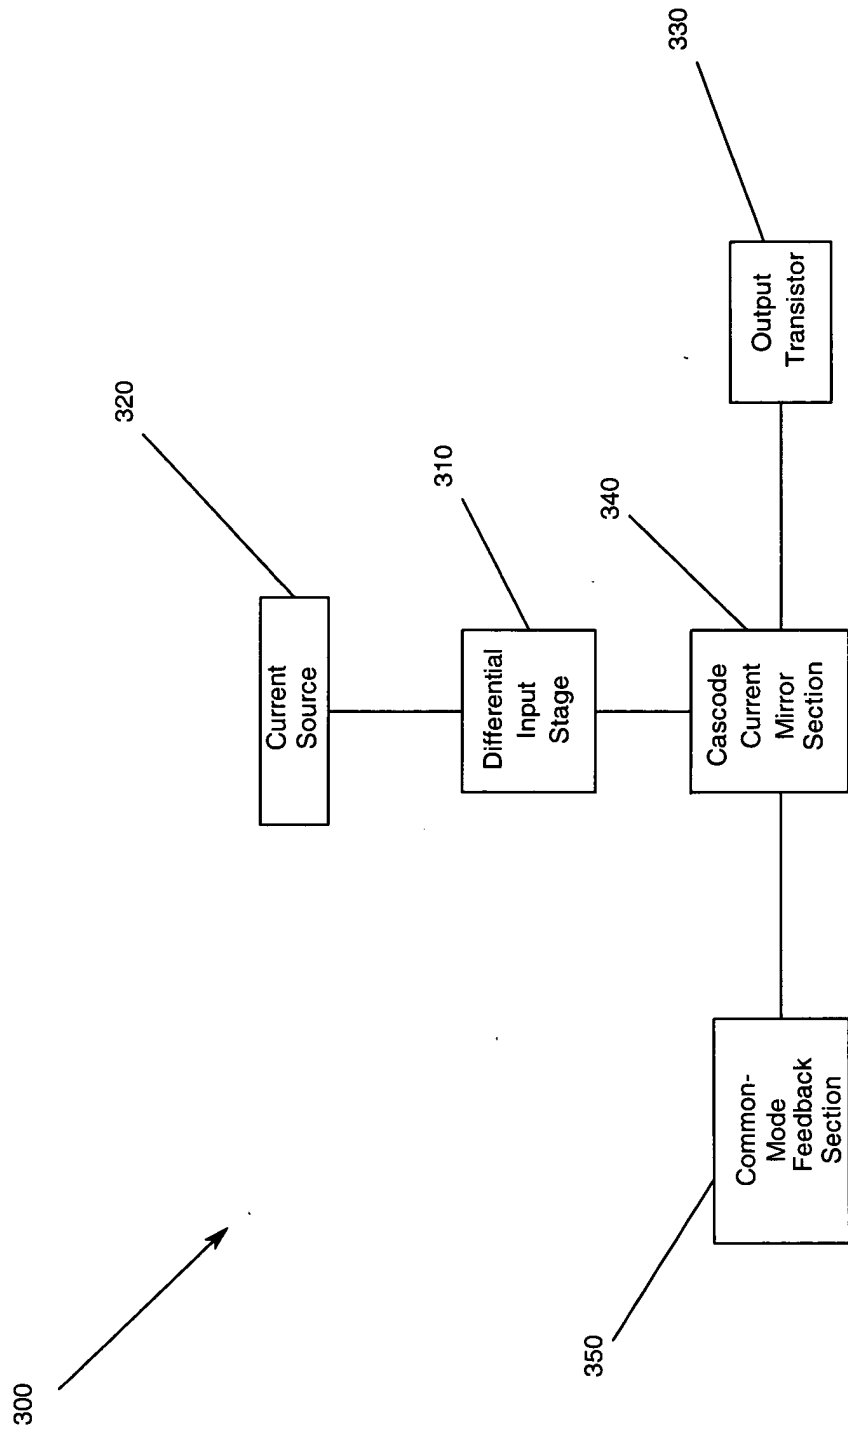 300
320
Current
Source
310
Differential
Input
Stage
340
Cascode
Current
Mirror
Section
330
Output
Transistor
350
Common-
Mode
Feedback
Section